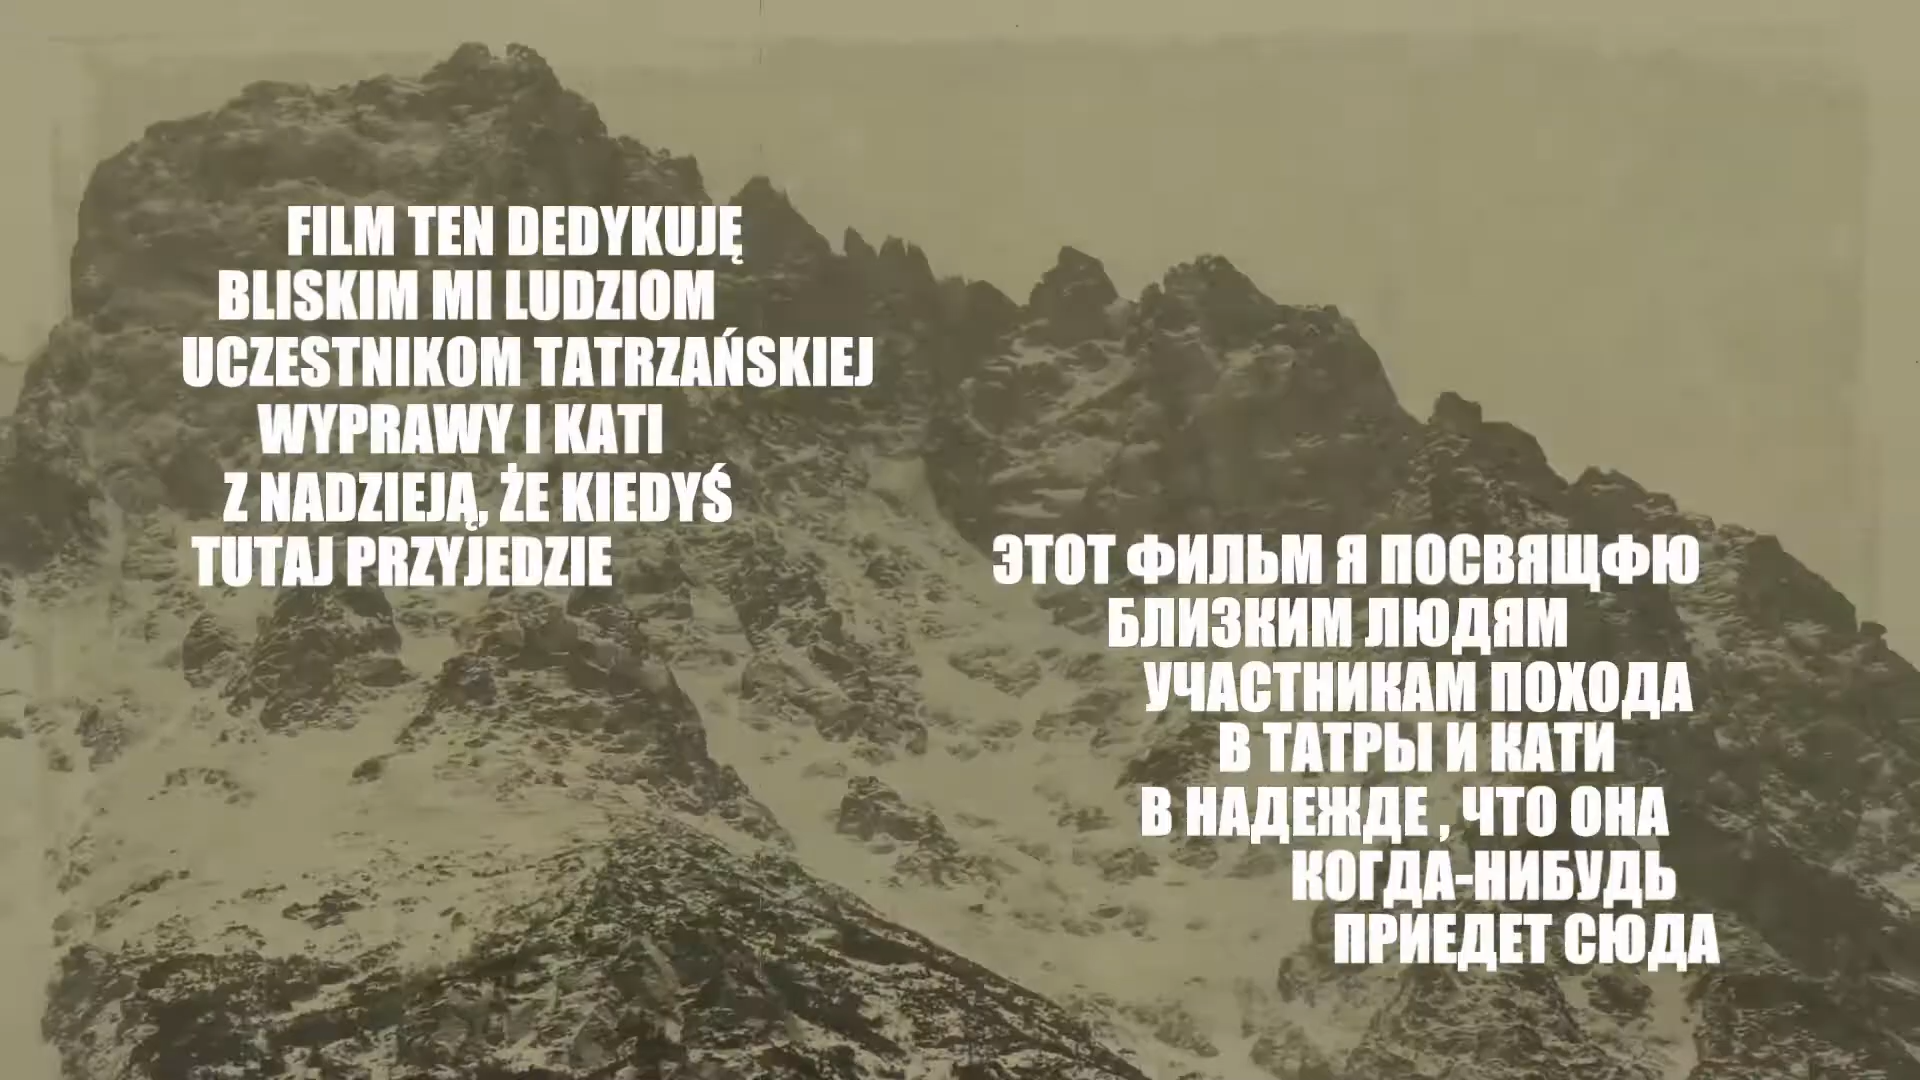 FILM TEN DEDYKUJĘ
BLISKIM MI LUDZIOM
UCZESTNIKOM TATRZAŃSKIEJ
WYPRAWY I KATI
Z NADZIEJĄ, ŻE KIEDYŚ
TUTAJ PRZYJEDZIE
ЭТОТ ФИЛЬМ Я ПОСВЯЩФЮ
БЛИЗКИМ ЛЮДЯМ
УЧАСТНИКАМ ПОХОДА
В ТАТРЫ И КАТИ
В НАДЕЖДЕ , ЧТО ОНА
КОГДА-НИБУДЬ
ПРИЕДЕТ СЮДА